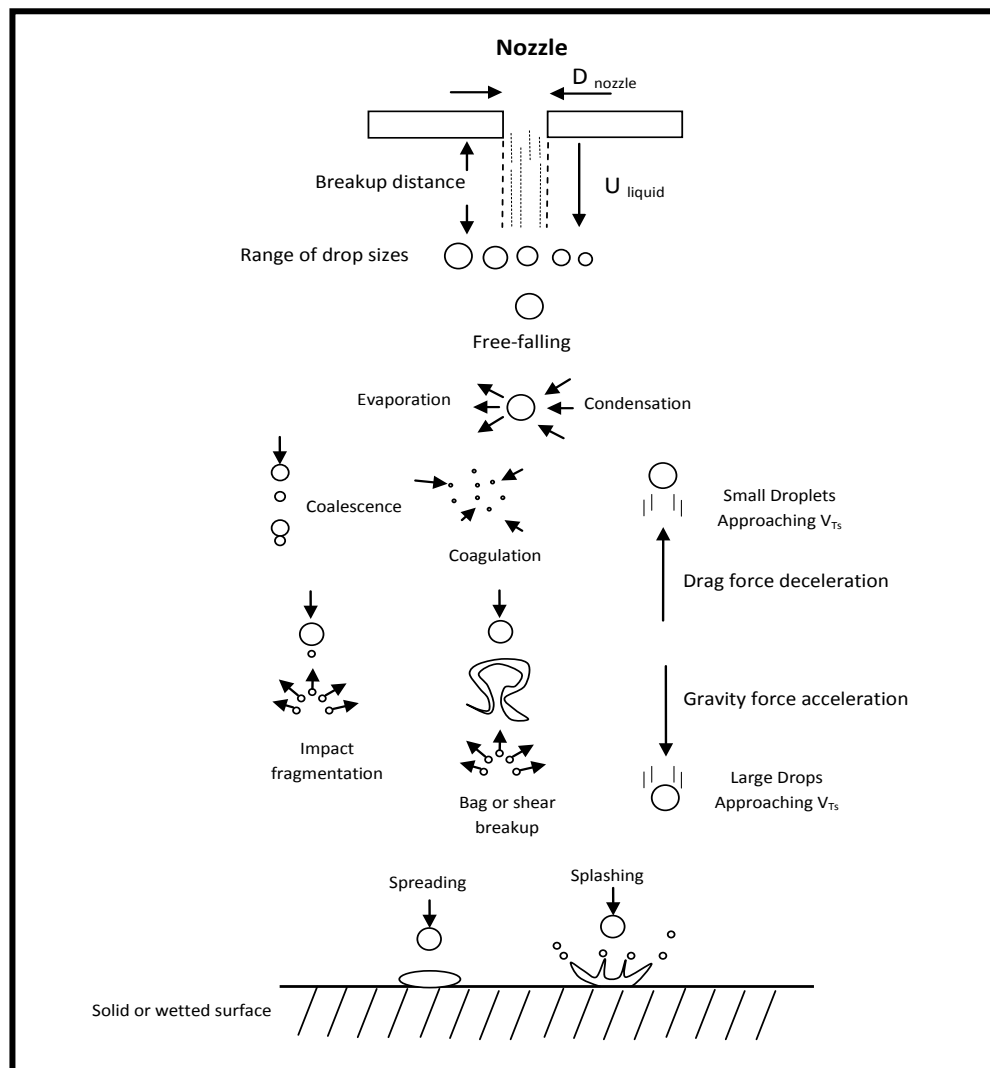 Nozzle
D nozzle
Breakup distance
U liquid
Range of drop sizes
Free-falling
Evaporation
Condensation
Coalescence
Coagulation
Small Droplets
Approaching VTs
Drag force deceleration
Gravity force acceleration
Impact
fragmentation
Bag or shear
breakup
Large Drops
Approaching VTs
Spreading
Splashing
Solid or wetted surface